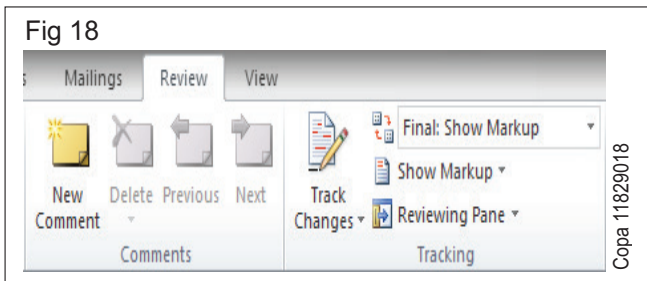 Fig 18
s Mailings Review View
New Comment
Delete
Previous
Next
Comments
Track Changes
Final: Show Markup
Show Markup
Reviewing Pane
Tracking
Copa 11829018